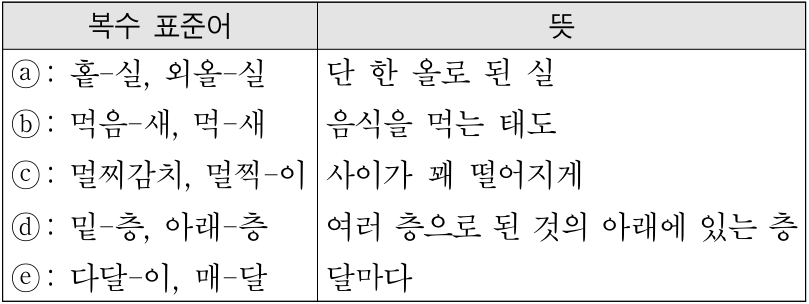 복수 표준어 뜻
ⓐ: 홑-실, 외올-실 단 한 올로 된 실
ⓑ: 먹음-새, 먹-새 음식을 먹는 태도
ⓒ: 멀찌감치, 멀찍-이 사이가 꽤 떨어지게
ⓓ: 밑-층, 아래-층 여러 층으로 된 것의 아래에 있는 층
ⓔ: 다달-이, 매-달 달마다